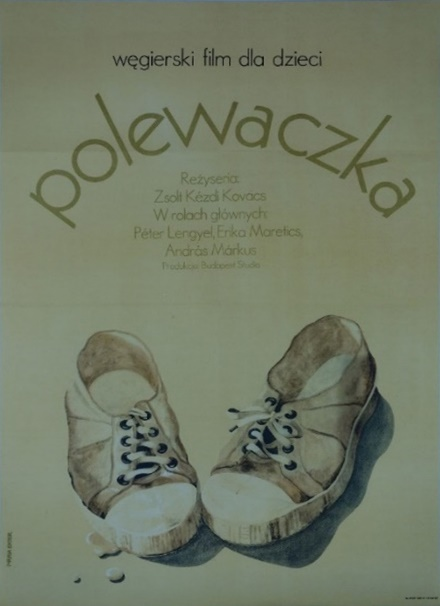 węgierski film dla dzieci
polewaczka
Reżyseria:
Zsolt Kézdi Kovacs
W rolach głównych:
Péter Lengyel, Erika Maretics,
András Márkus
Produkcja: Budapest Studio